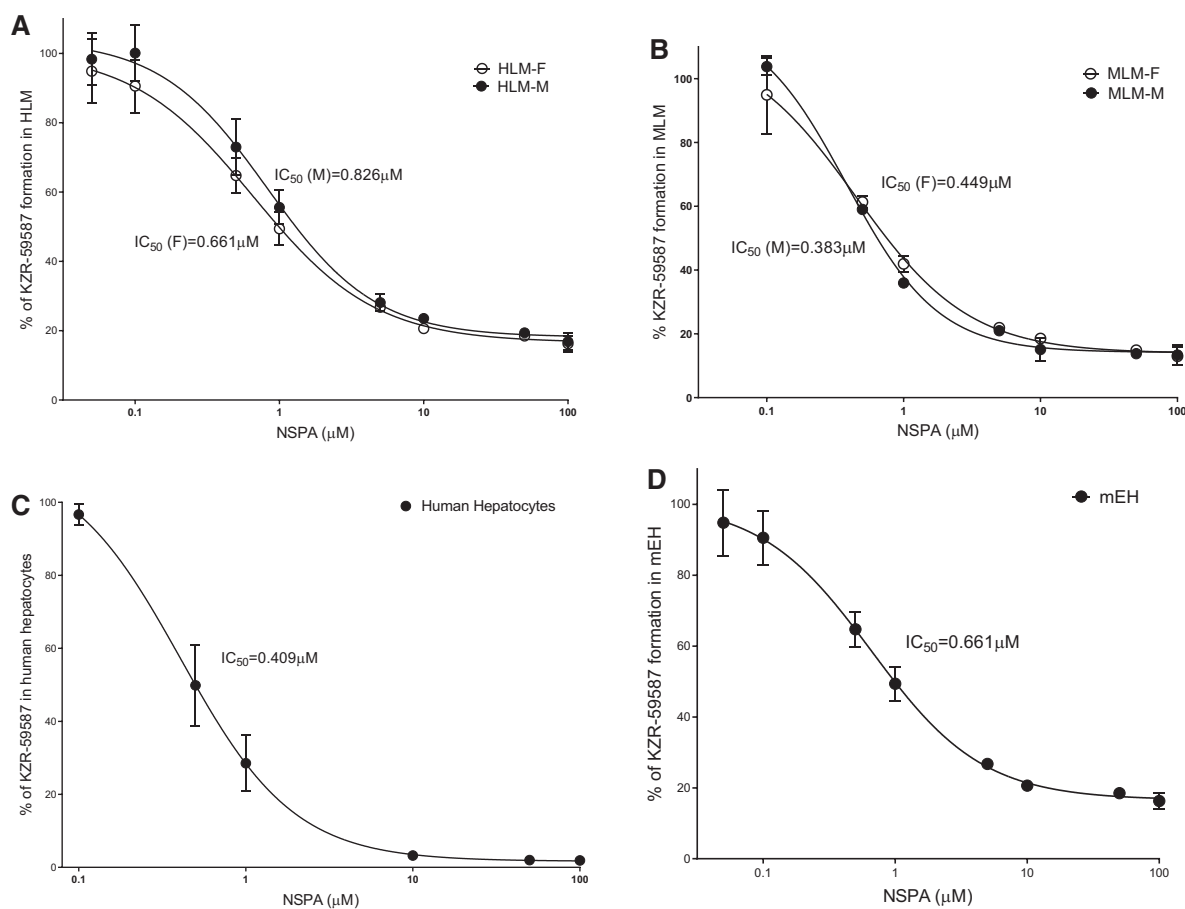 A
% of KZR-59587 formation in HLM
100
80
60
40
20
0
0.1
1
10
100
NSPA (μM)
HLM-F
HLM-M
IC50 (M)=0.826μM
IC50 (F)=0.661μM
B
% KZR-59587 formation in MLM
100
80
60
40
20
0
0.1
1
10
100
NSPA (μM)
MLM-F
MLM-M
IC50 (F)=0.449μM
IC50 (M)=0.383μM
C
% of KZR-59587 in human hepatocytes
100
80
60
40
20
0
0.1
1
10
100
NSPA (μM)
Human Hepatocytes
IC50=0.409μM
D
% of KZR-59587 formation in mEH
100
80
60
40
20
0
0.1
1
10
100
NSPA (μM)
mEH
IC50=0.661μM